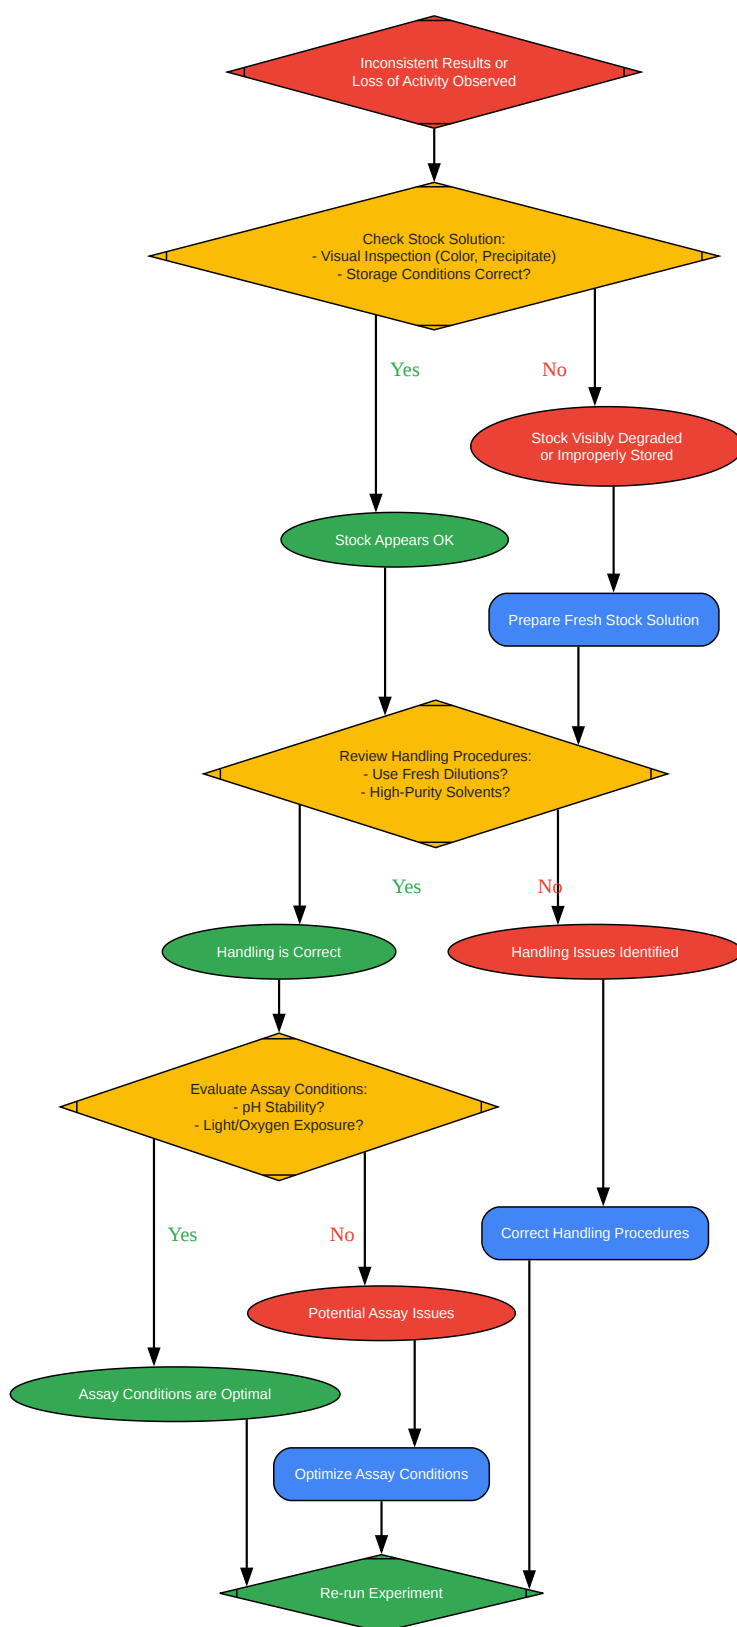 Inconsistent Results or
Loss of Activity Observed
Check Stock Solution:
- Visual Inspection (Color, Precipitate)
- Storage Conditions Correct?
Yes
No
Stock Visibly Degraded
or Improperly Stored
Stock Appears OK
Prepare Fresh Stock Solution
Review Handling Procedures:
- Use Fresh Dilutions?
- High-Purity Solvents?
Yes
No
Handling is Correct
Handling Issues Identified
Evaluate Assay Conditions:
- pH Stability?
- Light/Oxygen Exposure?
Yes
No
Correct Handling Procedures
Potential Assay Issues
Assay Conditions are Optimal
Optimize Assay Conditions
Re-run Experiment